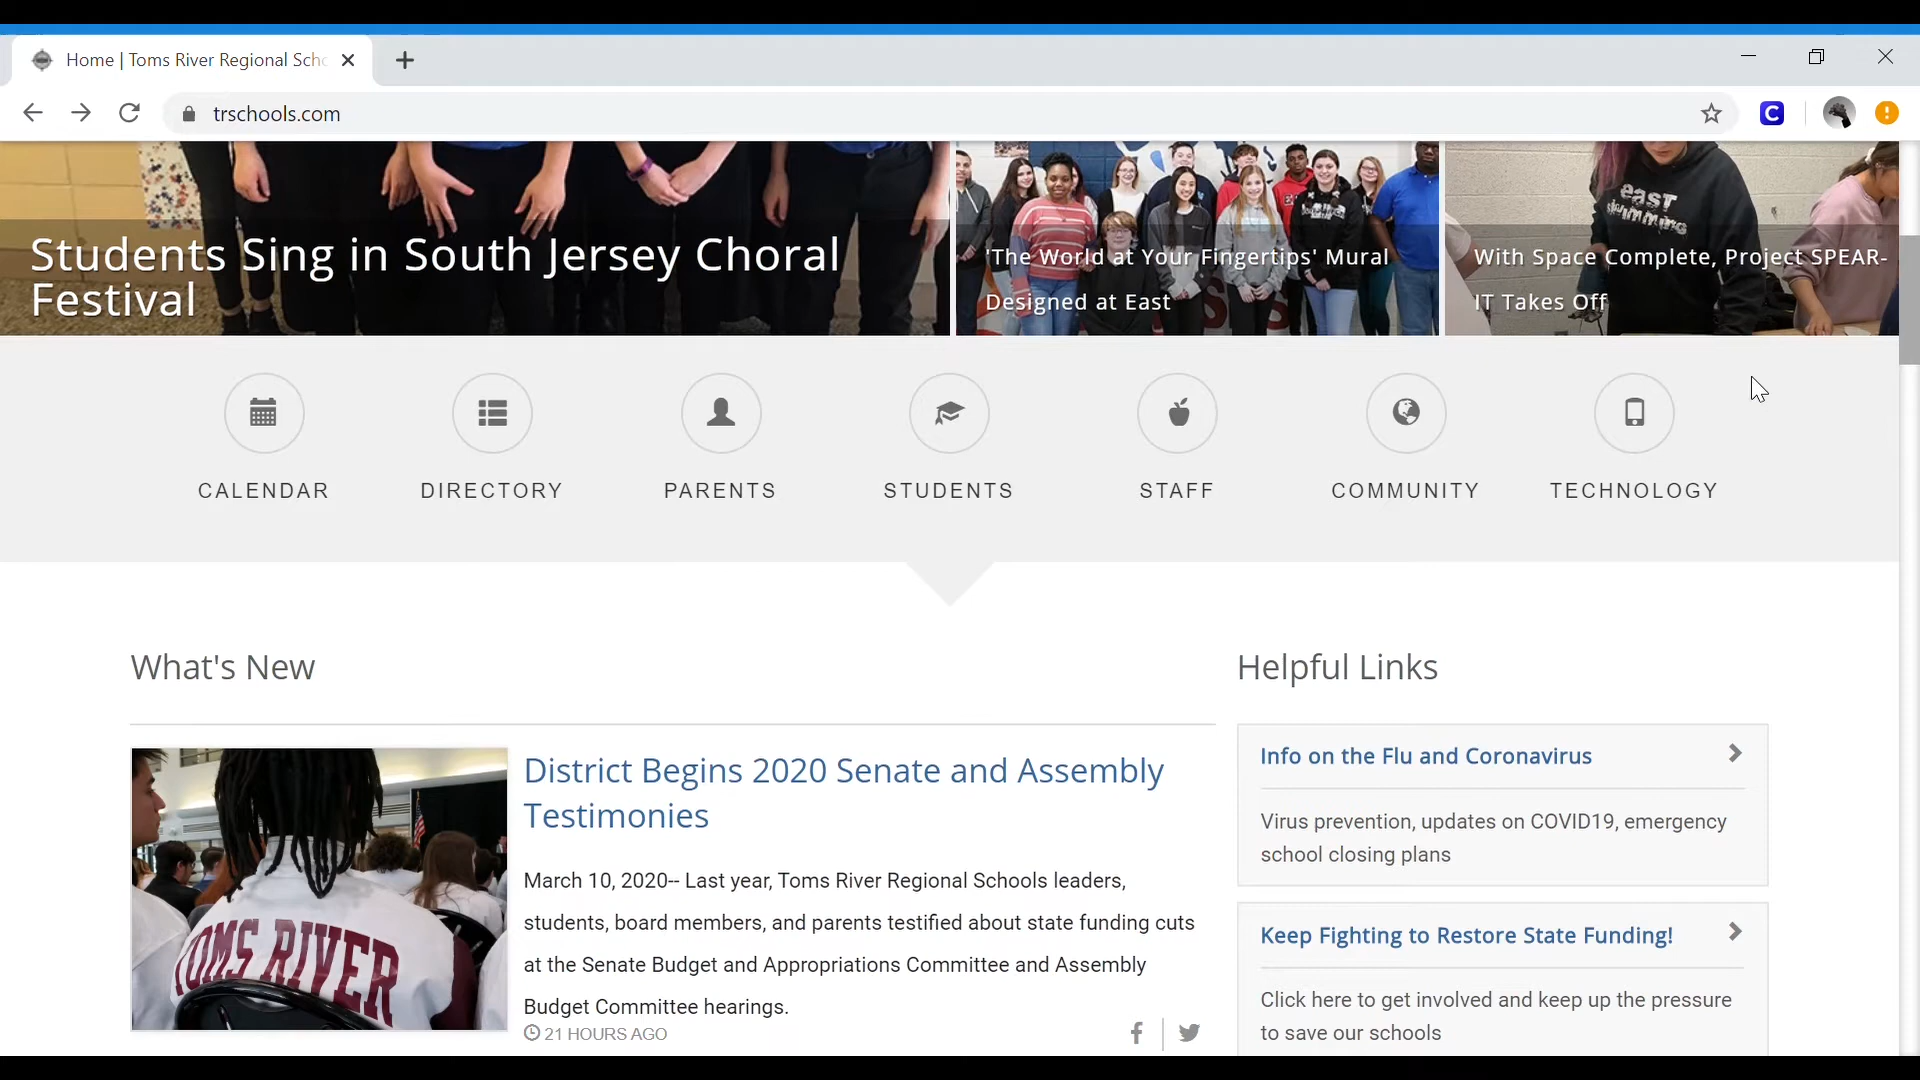 Home | Toms River Regional Sch
trschools.com
C
Students Sing in South Jersey Choral
Festival
'The World at Your Fingertips' Mural
Designed at East
east
swimming
With Space Complete, Project SPEAR-
IT Takes Off
CALENDAR
DIRECTORY
PARENTS
STUDENTS
STAFF
COMMUNITY
TECHNOLOGY
What's New
District Begins 2020 Senate and Assembly
Testimonies
March 10, 2020-- Last year, Toms River Regional Schools leaders,
students, board members, and parents testified about state funding cuts
at the Senate Budget and Appropriations Committee and Assembly
Budget Committee hearings.
21 HOURS AGO
TOMS RIVER
Helpful Links
Info on the Flu and Coronavirus
Virus prevention, updates on COVID19, emergency
school closing plans
Keep Fighting to Restore State Funding!
Click here to get involved and keep up the pressure
to save our schools